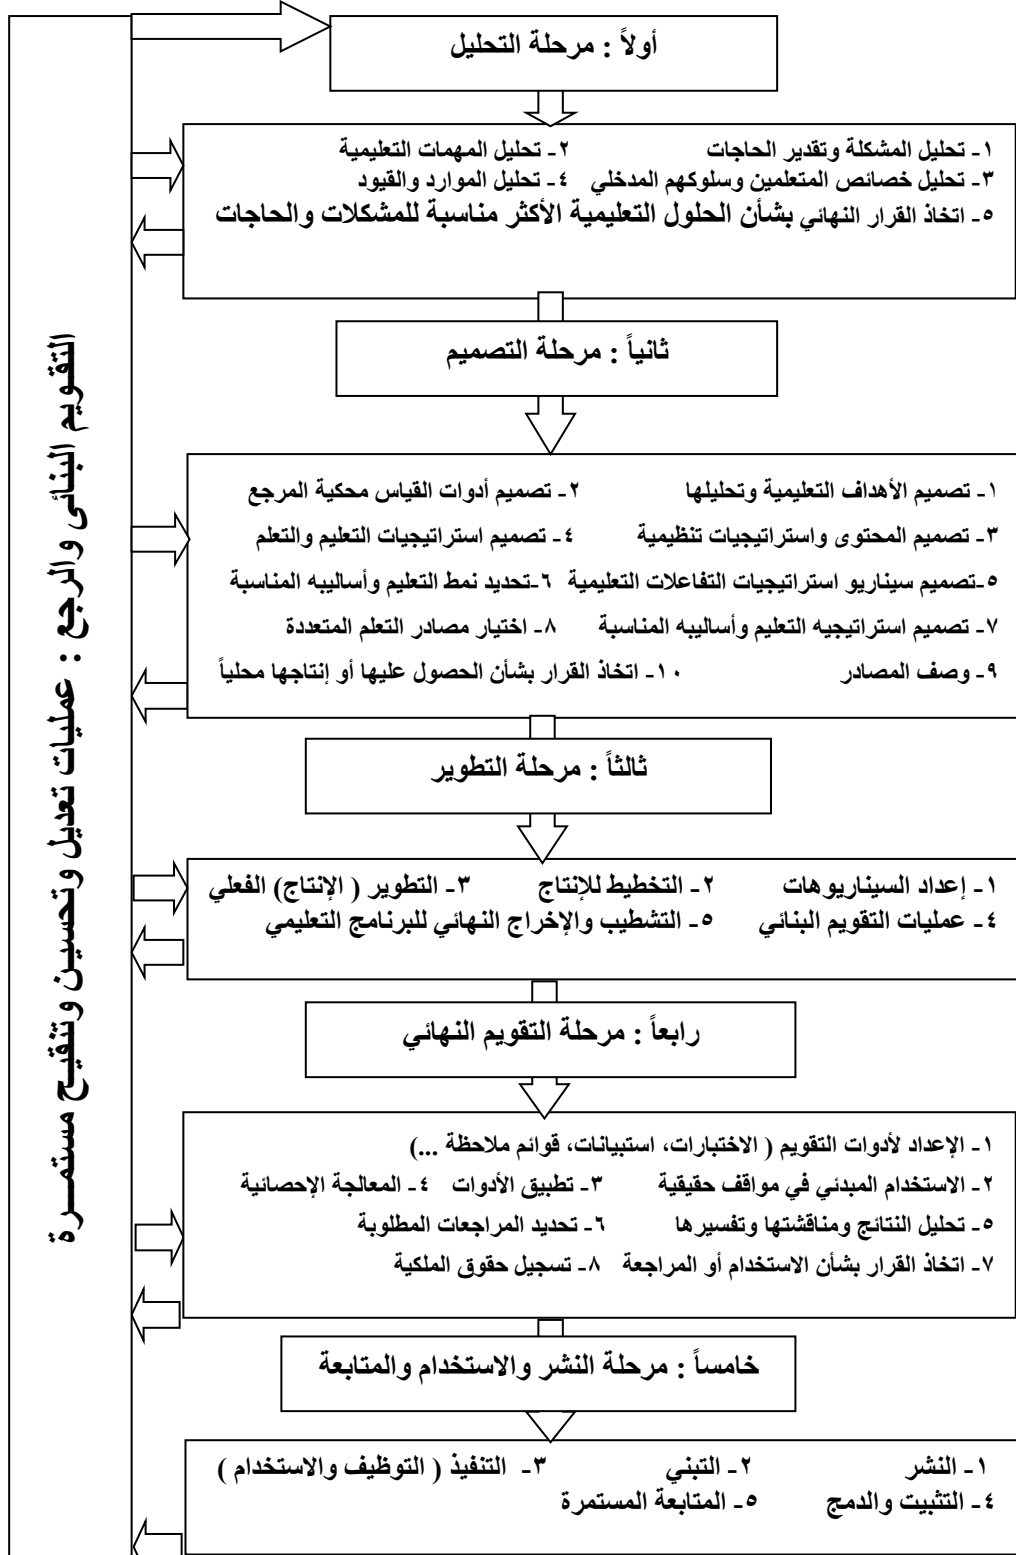 أولاً : مرحلة التحليل
١- تحليل المشكلة وتقدير الحاجات ٢- تحليل المهمات التعليمية
٣- تحليل خصائص المتعلمين وسلوكهم المدخلي ٤- تحليل الموارد والقيود
٥- اتخاذ القرار النهائي بشأن الحلول التعليمية الأكثر مناسبة للمشكلات والحاجات
ثانياً : مرحلة التصميم
١- تصميم الأهداف التعليمية وتحليلها ٢- تصميم أدوات القياس محكية المرجع
٣- تصميم المحتوى واستراتيجيات تنظيمية ٤- تصميم استراتيجيات التعليم والتعلم
٥-تصميم سيناريو استراتيجيات التفاعلات التعليمية ٦-تحديد نمط التعليم وأساليبه المناسبة
٧- تصميم استراتيجيه التعليم وأساليبه المناسبة ٨- اختيار مصادر التعلم المتعددة
٩- وصف المصادر ١٠- اتخاذ القرار بشأن الحصول عليها أو إنتاجها محلياً
ثالثاً : مرحلة التطوير
١- إعداد السيناريوهات ٢- التخطيط للإنتاج ٣- التطوير ( الإنتاج) الفعلي
٤- عمليات التقويم البنائي ٥- التشطيب والإخراج النهائي للبرنامج التعليمي
رابعاً : مرحلة التقويم النهائي
١- الإعداد لأدوات التقويم ( الاختبارات، استبيانات، قوائم ملاحظة ...)
٢- الاستخدام المبدئي في مواقف حقيقية ٣- تطبيق الأدوات ٤- المعالجة الإحصائية
٥- تحليل النتائج ومناقشتها وتفسيرها ٦- تحديد المراجعات المطلوبة
٧- اتخاذ القرار بشأن الاستخدام أو المراجعة ٨- تسجيل حقوق الملكية
خامساً : مرحلة النشر والاستخدام والمتابعة
١- النشر ٢- التبني ٣- التنفيذ ( التوظيف والاستخدام )
٤- التثبيت والدمج ٥- المتابعة المستمرة
التقويم البنائى والرجع : عمليات تعديل وتحسين وتنقيح مستمـــرة